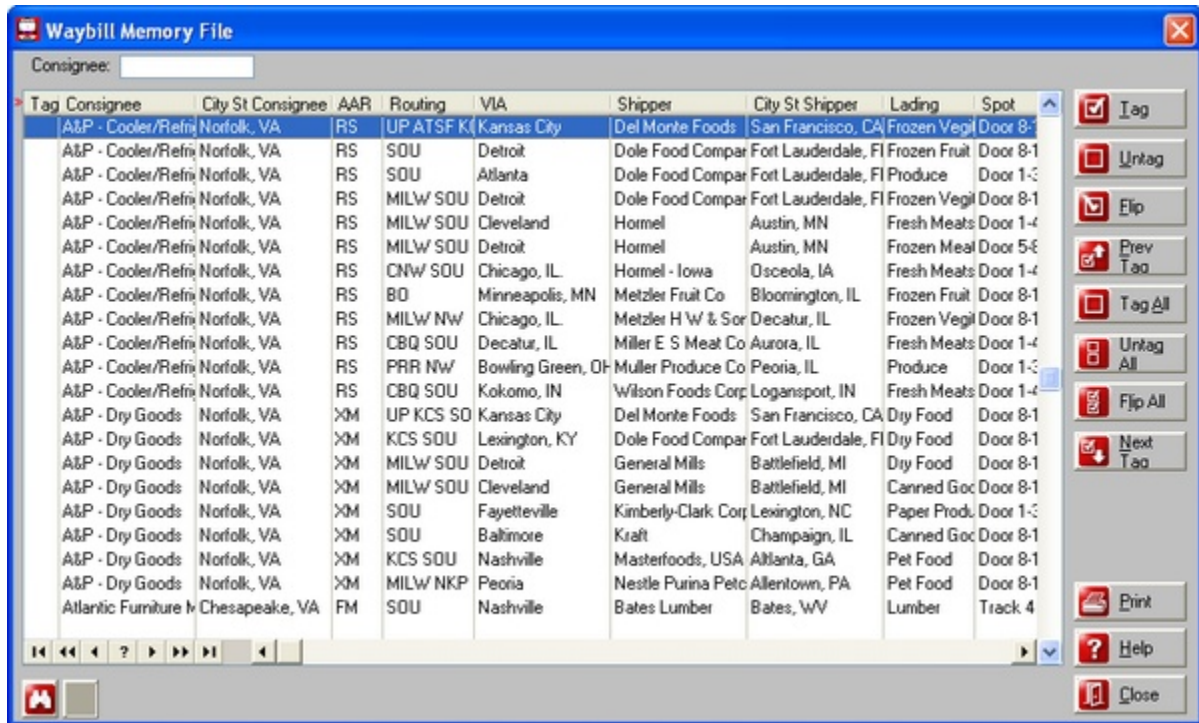 Waybill Memory File
Consignee:
Tag Consignee City St Consignee AAR Routing VIA Shipper City St Shipper Lading Spot
A&P - Cooler/Refri Norfolk, VA RS UP ATSF Kansas City Del Monte Foods San Francisco, CA Frozen Vegi Door 8-1
A&P - Cooler/Refri Norfolk, VA RS SOU Detroit Dole Food Compar Fort Lauderdale, Fl Frozen Fruit Door 8-1
A&P - Cooler/Refri Norfolk, VA RS SOU Atlanta Dole Food Compar Fort Lauderdale, Fl Produce Door 1-3
A&P - Cooler/Refri Norfolk, VA RS MILW SOU Detroit Dole Food Compar Fort Lauderdale, Fl Frozen Vegi Door 8-1
A&P - Cooler/Refri Norfolk, VA RS MILW SOU Cleveland Hormel Austin, MN Fresh Meats Door 1-4
A&P - Cooler/Refri Norfolk, VA RS MILW SOU Detroit Hormel Austin, MN Frozen Meat Door 5-8
A&P - Cooler/Refri Norfolk, VA RS CNW SOU Chicago, IL. Hormel - Iowa Osceola, IA Fresh Meats Door 1-4
A&P - Cooler/Refri Norfolk, VA RS BO Minneapolis, MN Metzler Fruit Co Bloomington, IL Frozen Fruit Door 8-1
A&P - Cooler/Refri Norfolk, VA RS MILW NW Chicago, IL. Metzler H W & Sor Decatur, IL Frozen Vegi Door 8-1
A&P - Cooler/Refri Norfolk, VA RS CBQ SOU Decatur, IL Miller E S Meat Co Aurora, IL Fresh Meats Door 1-4
A&P - Cooler/Refri Norfolk, VA RS PRR NW Bowling Green, OH Muller Produce Co Peoria, IL Produce Door 1-3
A&P - Cooler/Refri Norfolk, VA RS CBQ SOU Kokomo, IN Wilson Foods Corp Logansport, IN Fresh Meats Door 1-4
A&P - Dry Goods Norfolk, VA XM UP KCS SO Kansas City Del Monte Foods San Francisco, CA Dry Food Door 8-1
A&P - Dry Goods Norfolk, VA XM KCS SOU Lexington, KY Dole Food Compar Fort Lauderdale, Fl Dry Food Door 8-1
A&P - Dry Goods Norfolk, VA XM MILW SOU Detroit General Mills Battlefield, MI Dry Food Door 8-1
A&P - Dry Goods Norfolk, VA XM MILW SOU Cleveland General Mills Battlefield, MI Canned Goo Door 8-1
A&P - Dry Goods Norfolk, VA XM SOU Fayetteville Kimberly-Clark Corp Lexington, NC Paper Produ Door 1-3
A&P - Dry Goods Norfolk, VA XM SOU Baltimore Kraft Champaign, IL Canned Goo Door 8-1
A&P - Dry Goods Norfolk, VA XM KCS SOU Nashville Masterfoods, USA Altlanta, GA Pet Food Door 8-1
A&P - Dry Goods Norfolk, VA XM MILW NKP Peoria Nestle Purina Petc Allentown, PA Pet Food Door 8-1
Atlantic Furniture M Chesapeake, VA FM SOU Nashville Bates Lumber Bates, WV Lumber Track 4
Tag
Untag
Flip
Prev
Tag
Tag All
Untag
All
Flip All
Next
Tag
Print
Help
Close